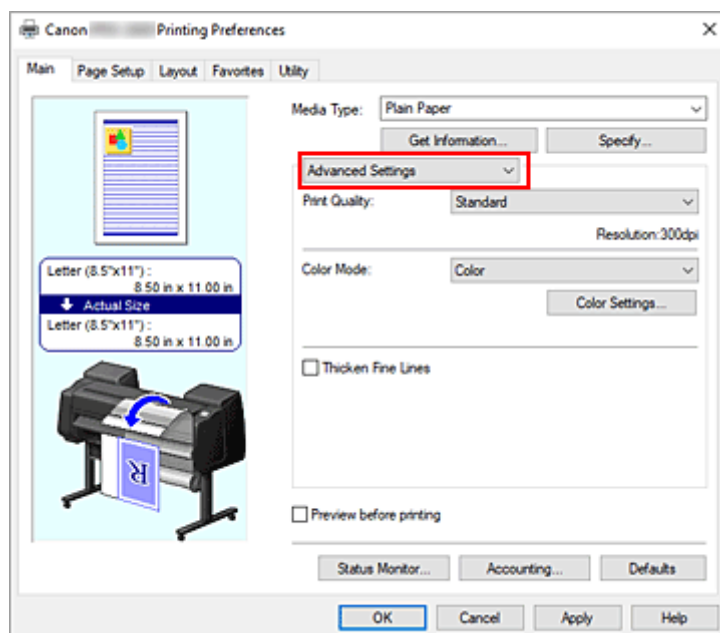 Canon Printing Preferences
Main Page Setup Layout Favorites Utility
Media Type: Plain Paper
Get Information... Specify...
Advanced Settings
Print Quality: Standard
Resolution:300dpi
Color Mode: Color
Color Settings...
Thicken Fine Lines
Letter (8.5"x11") :
8.50 in x 11.00 in
Actual Size
Letter (8.5"x11") :
8.50 in x 11.00 in
R
Preview before printing
Status Monitor... Accounting... Defaults
OK Cancel Apply Help